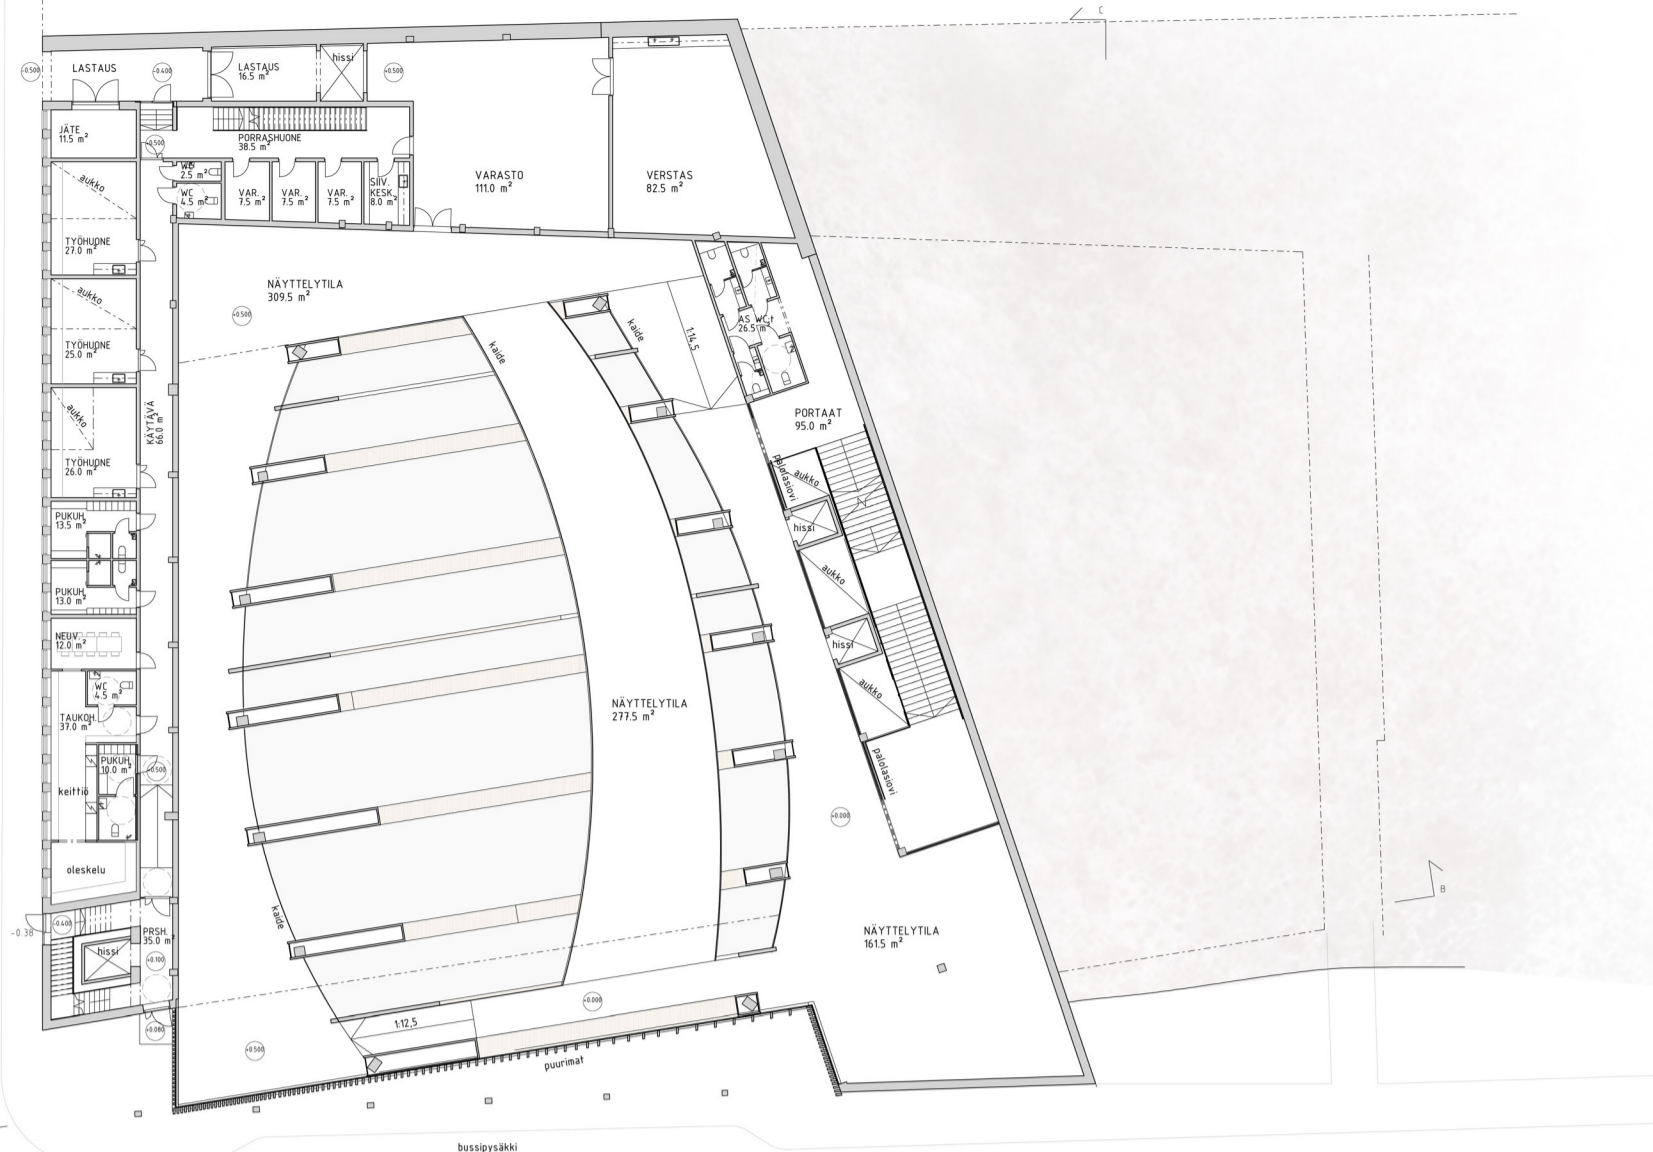 C
-0.500
LASTAUS
-0.400
LASTAUS
16.5 m²
hissi
+0.500
JÄTE
11.5 m²
+0.500
PORRASHUONE
38.5 m²
aukko
WC
2.5 m²
WC
4.5 m²
VAR.
7.5 m²
VAR.
7.5 m²
VAR.
7.5 m²
SIIV.
KESK.
8.0 m²
VARASTO
111.0 m²
VERSTAS
82.5 m²
TYÖHUONE
27.0 m²
NÄYTTELYTILA
309.5 m²
+0.500
aukko
kaide
1:14.5
AS WC:t
26.5 m²
TYÖHUONE
25.0 m²
kaide
aukko
KÄYTÄVÄ
66.0 m²
PORTAAT
95.0 m²
TYÖHUONE
26.0 m²
palolasiovi
aukko
PUKUH.
13.5 m²
hissi
aukko
PUKUH.
13.0 m²
NEUV.
12.0 m²
hissi
aukko
WC
4.5 m²
TAUKOH.
37.0 m²
NÄYTTELYTILA
277.5 m²
PUKUH.
10.0 m²
+0.500
palolasiovi
keittiö
+0.000
oleskelu
B
kaide
-0.400
-0.38
PRSH.
35.0 m²
hissi
NÄYTTELYTILA
161.5 m²
+0.100
+0.000
1:12,5
+0.080
+0.500
puurimat
bussipysäkki